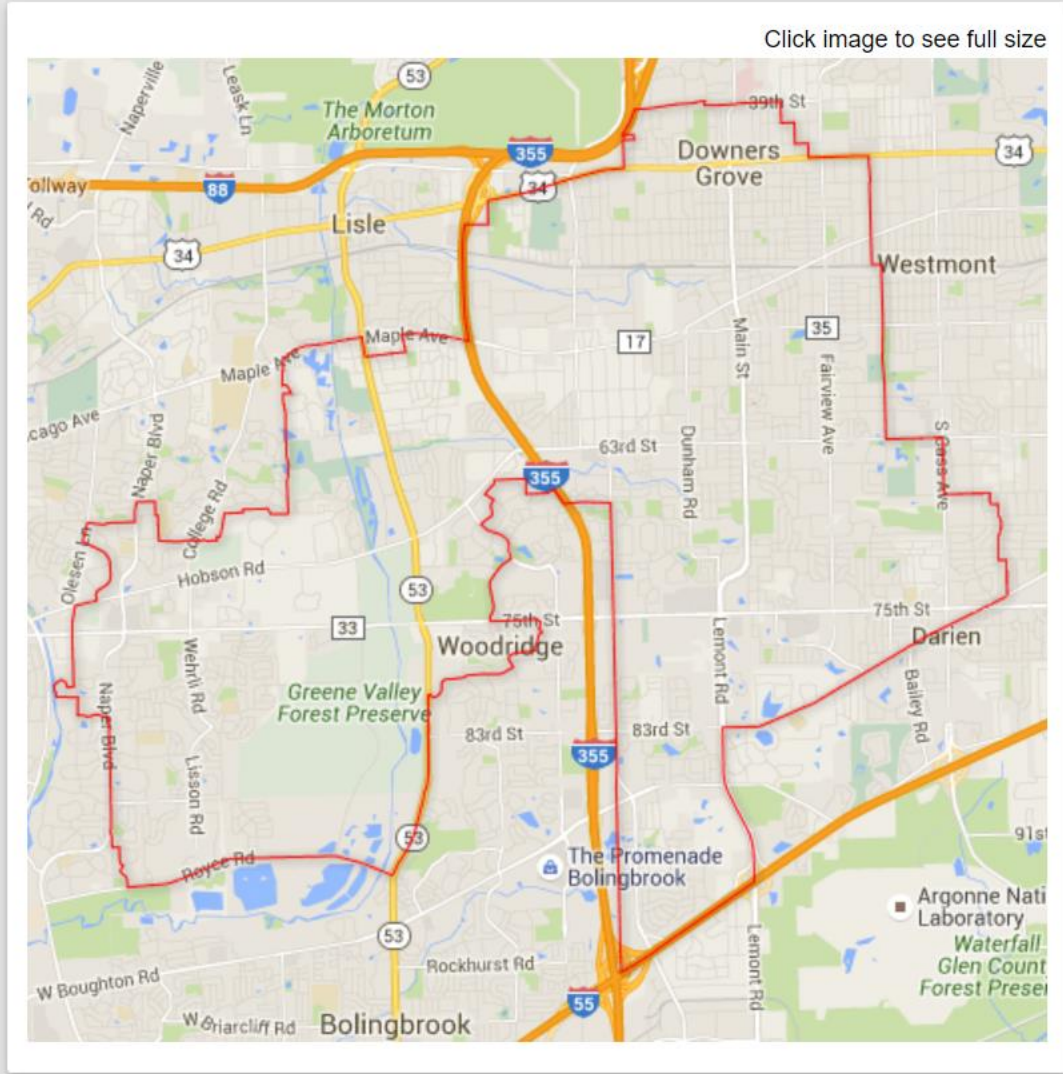 Click image to see full size
53
Naperville
Leask Ln
The Morton
Arboretum
39th St
355
Downers
Grove
34
ollway
88
34
l Rd
Lisle
34
Westmont
Maple Ave
17
Main St
35
Maple Ave
Fairview Ave
cago Ave
Naper Blvd
63rd St
Dunham Rd
S Cass Ave
355
College Rd
Olesen Ln
Hobson Rd
53
75th St
75th St
33
Woodridge
Lemont Rd
Darien
Wehrli Rd
Greene Valley
Forest Preserve
Bailey Rd
Naper Blvd
83rd St
83rd St
355
Lisson Rd
53
91st
Royce Rd
The Promenade
Bolingbrook
Argonne Nati
Laboratory
53
Lemont Rd
Waterfall
Glen Count
Forest Preser
Rockhurst Rd
W Boughton Rd
55
W Briarcliff Rd
Bolingbrook